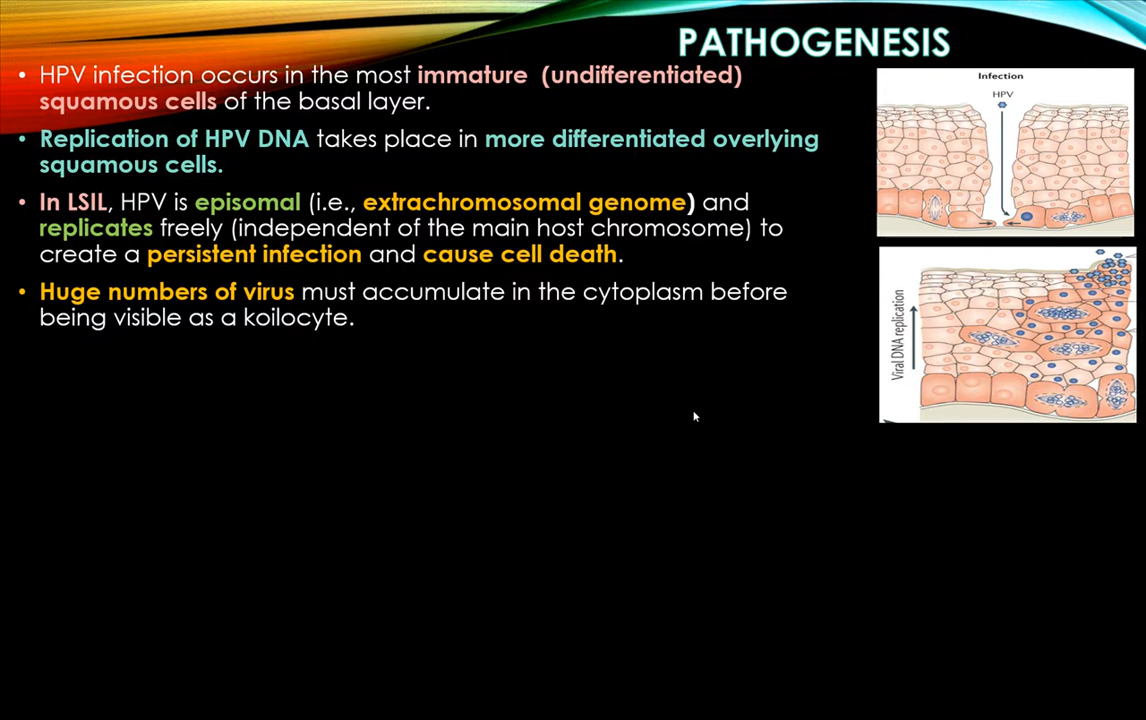 PATHOGENESIS
• HPV infection occurs in the most immature (undifferentiated)
squamous cells of the basal layer.
• Replication of HPV DNA takes place in more differentiated overlying
squamous cells.
• In LSIL, HPV is episomal (i.e., extrachromosomal genome) and
replicates freely (independent of the main host chromosome) to
create a persistent infection and cause cell death.
• Huge numbers of virus must accumulate in the cytoplasm before
being visible as a koilocyte.
Infection
HPV
Viral DNA replication